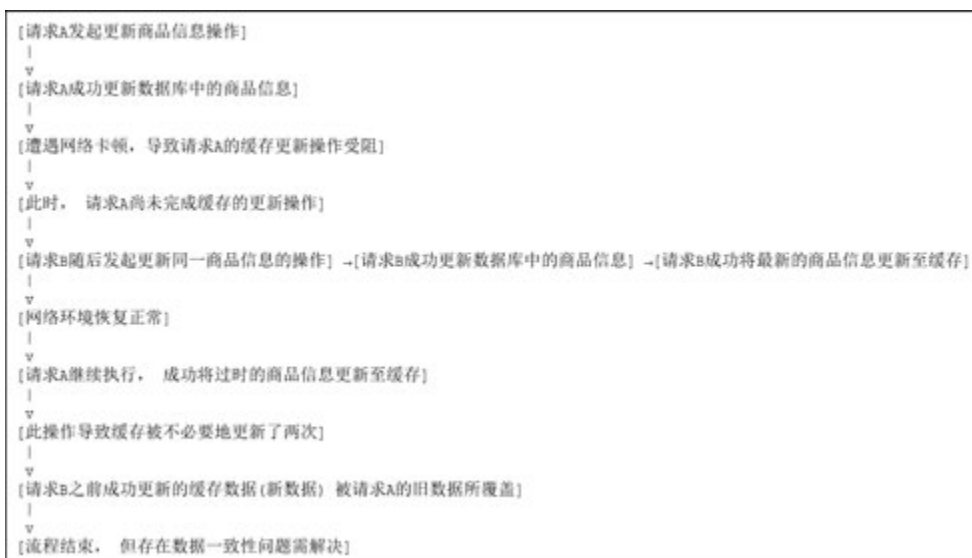 [请求A发起更新商品信息操作]
|
v
[请求A成功更新数据库中的商品信息]
|
v
[遭遇网络卡顿，导致请求A的缓存更新操作受阻]
|
v
[此时， 请求A尚未完成缓存的更新操作]
|
v
[请求B随后发起更新同一商品信息的操作] →[请求B成功更新数据库中的商品信息] →[请求B成功将最新的商品信息更新至缓存]
|
v
[网络环境恢复正常]
|
v
[请求A继续执行， 成功将过时的商品信息更新至缓存]
|
v
[此操作导致缓存被不必要地更新了两次]
|
v
[请求B之前成功更新的缓存数据(新数据) 被请求A的旧数据所覆盖]
|
v
[流程结束， 但存在数据一致性问题需解决]